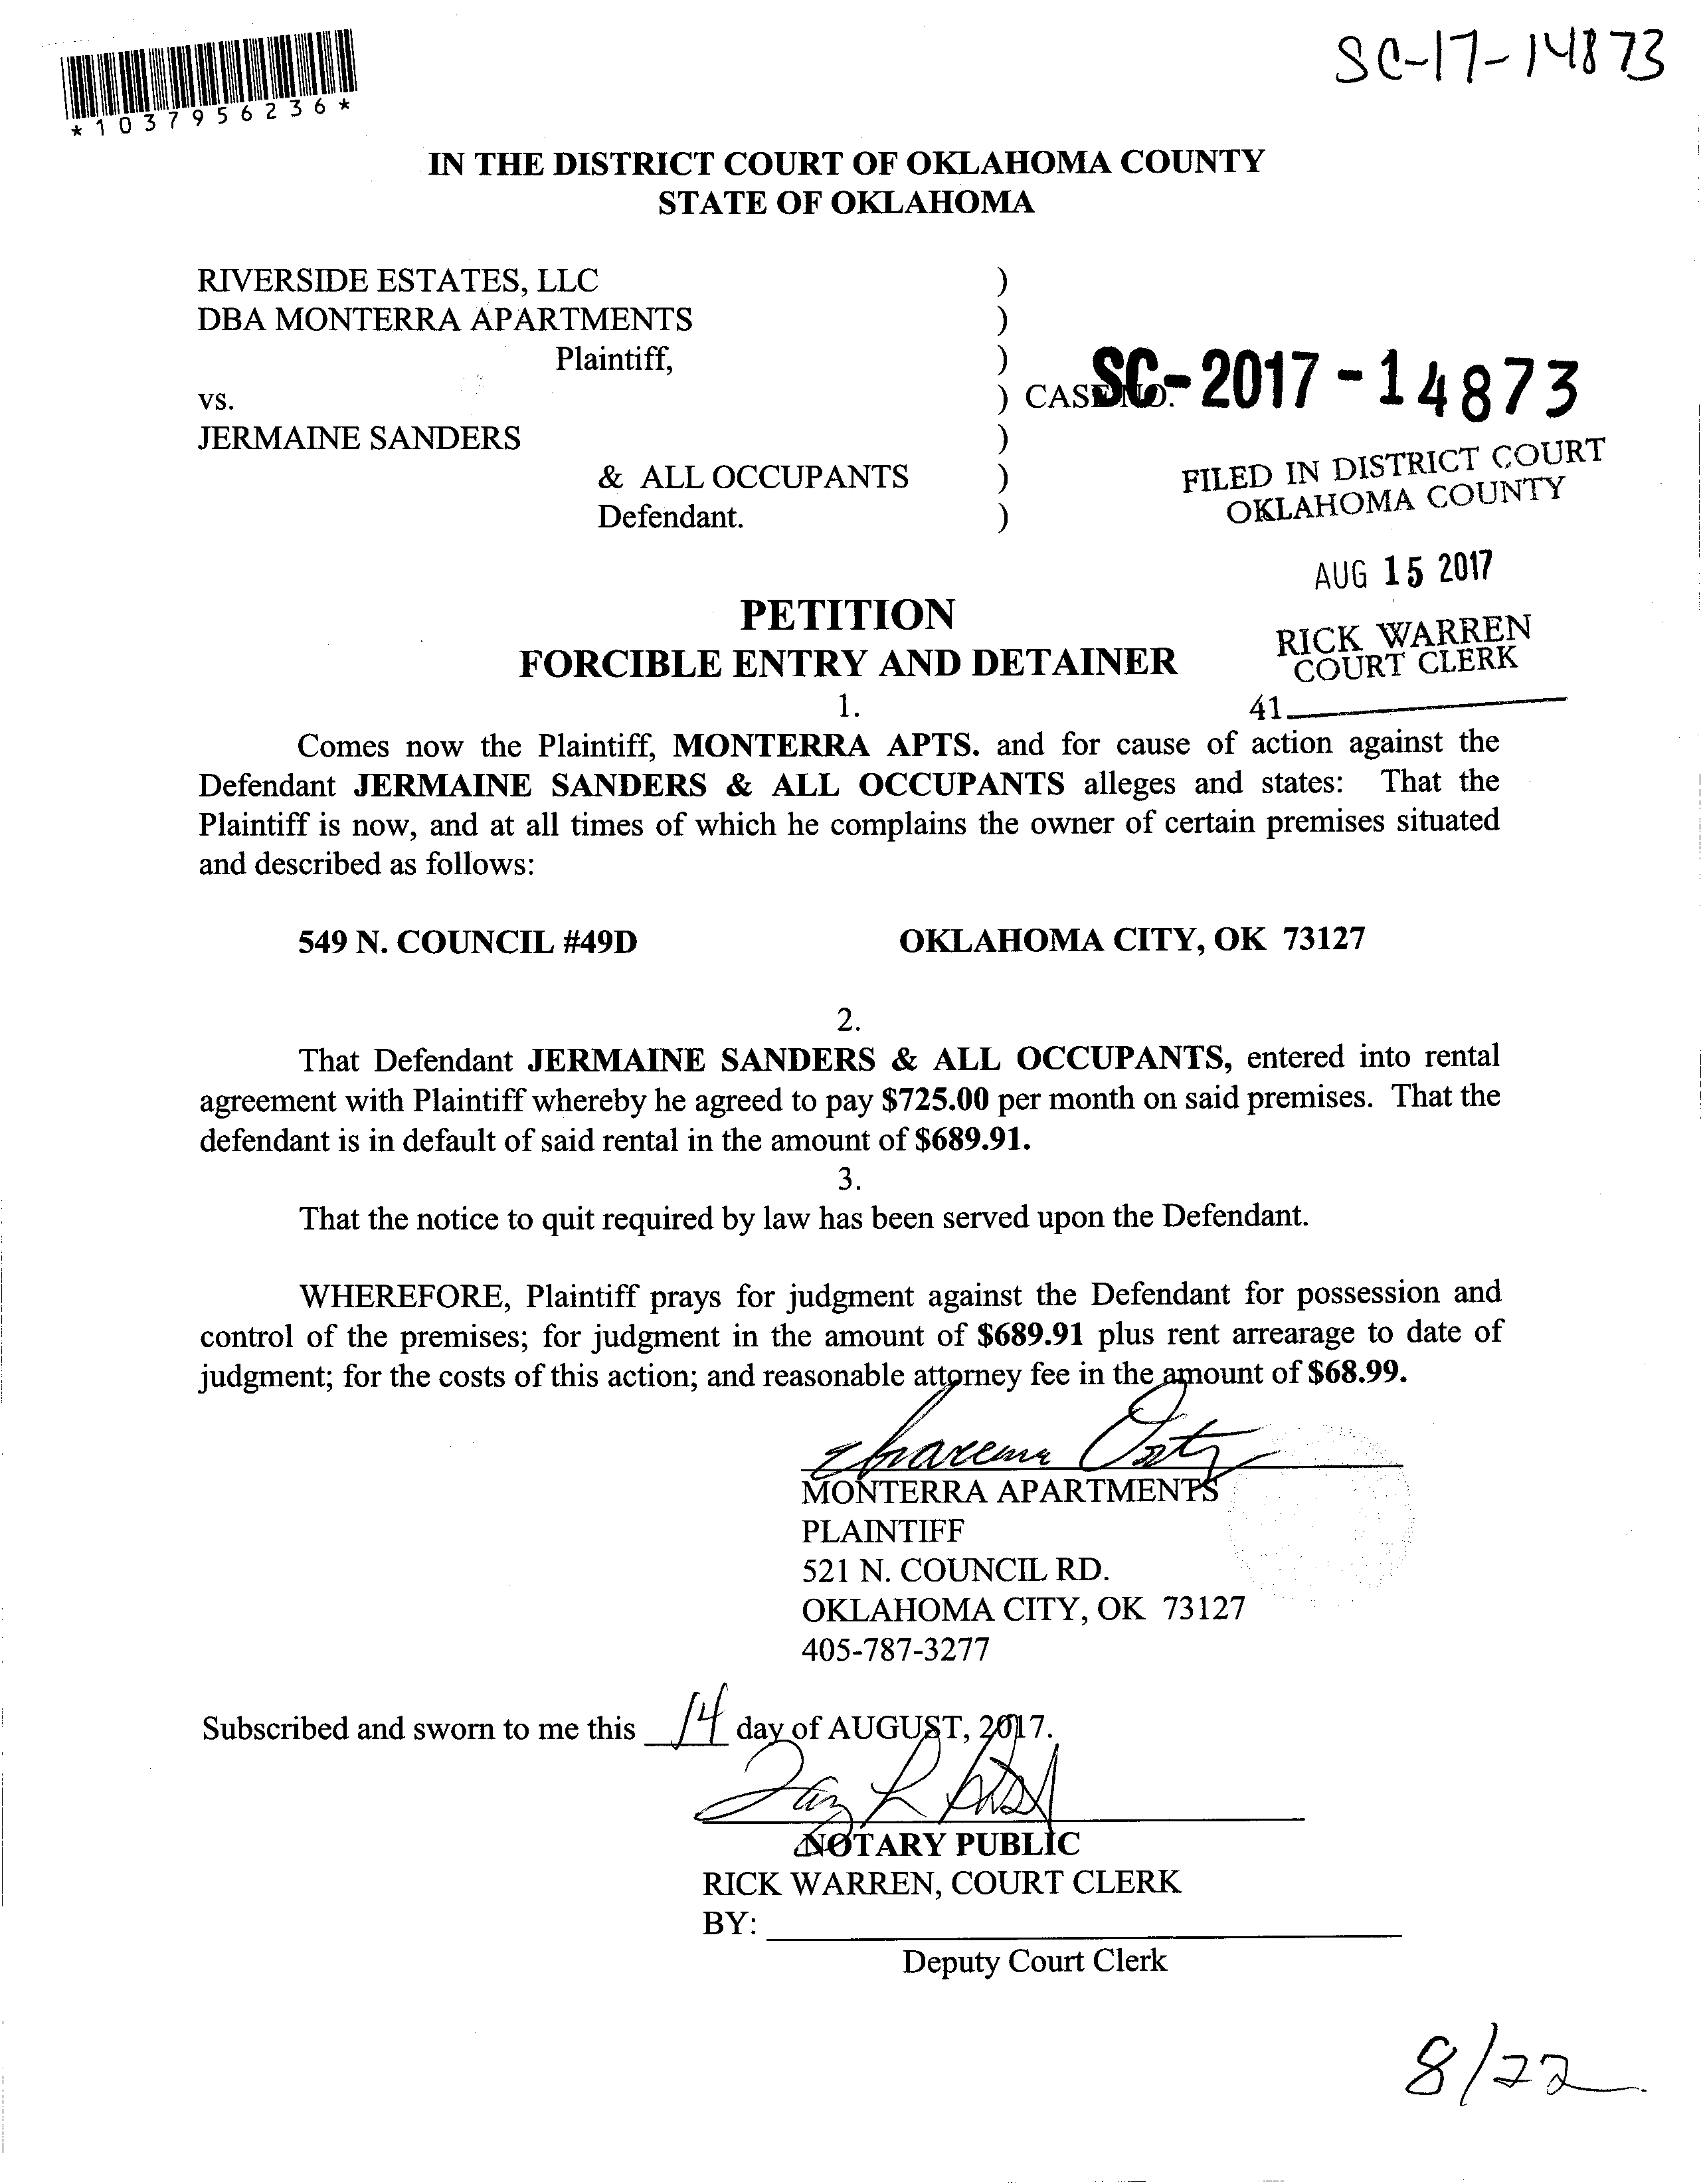 SC-17-14873
*1037956236*
IN THE DISTRICT COURT OF OKLAHOMA COUNTY
STATE OF OKLAHOMA
RIVERSIDE ESTATES, LLC )
DBA MONTERRA APARTMENTS )
Plaintiff, )
vs. ) CASE NO. SC-2017-14873
JERMAINE SANDERS )
& ALL OCCUPANTS )
Defendant. )
FILED IN DISTRICT COURT
OKLAHOMA COUNTY
AUG 15 2017
RICK WARREN
COURT CLERK
41
PETITION
FORCIBLE ENTRY AND DETAINER
1.
Comes now the Plaintiff, MONTERRA APTS. and for cause of action against the
Defendant JERMAINE SANDERS & ALL OCCUPANTS alleges and states: That the
Plaintiff is now, and at all times of which he complains the owner of certain premises situated
and described as follows:
549 N. COUNCIL #49D OKLAHOMA CITY, OK 73127
2.
That Defendant JERMAINE SANDERS & ALL OCCUPANTS, entered into rental
agreement with Plaintiff whereby he agreed to pay $725.00 per month on said premises. That the
defendant is in default of said rental in the amount of $689.91.
3.
That the notice to quit required by law has been served upon the Defendant.
WHEREFORE, Plaintiff prays for judgment against the Defendant for possession and
control of the premises; for judgment in the amount of $689.91 plus rent arrearage to date of
judgment; for the costs of this action; and reasonable attorney fee in the amount of $68.99.
MONTERRA APARTMENTS
PLAINTIFF
521 N. COUNCIL RD.
OKLAHOMA CITY, OK 73127
405-787-3277
Subscribed and sworn to me this 14 day of AUGUST, 2017.
NOTARY PUBLIC
RICK WARREN, COURT CLERK
BY:
Deputy Court Clerk
8/22